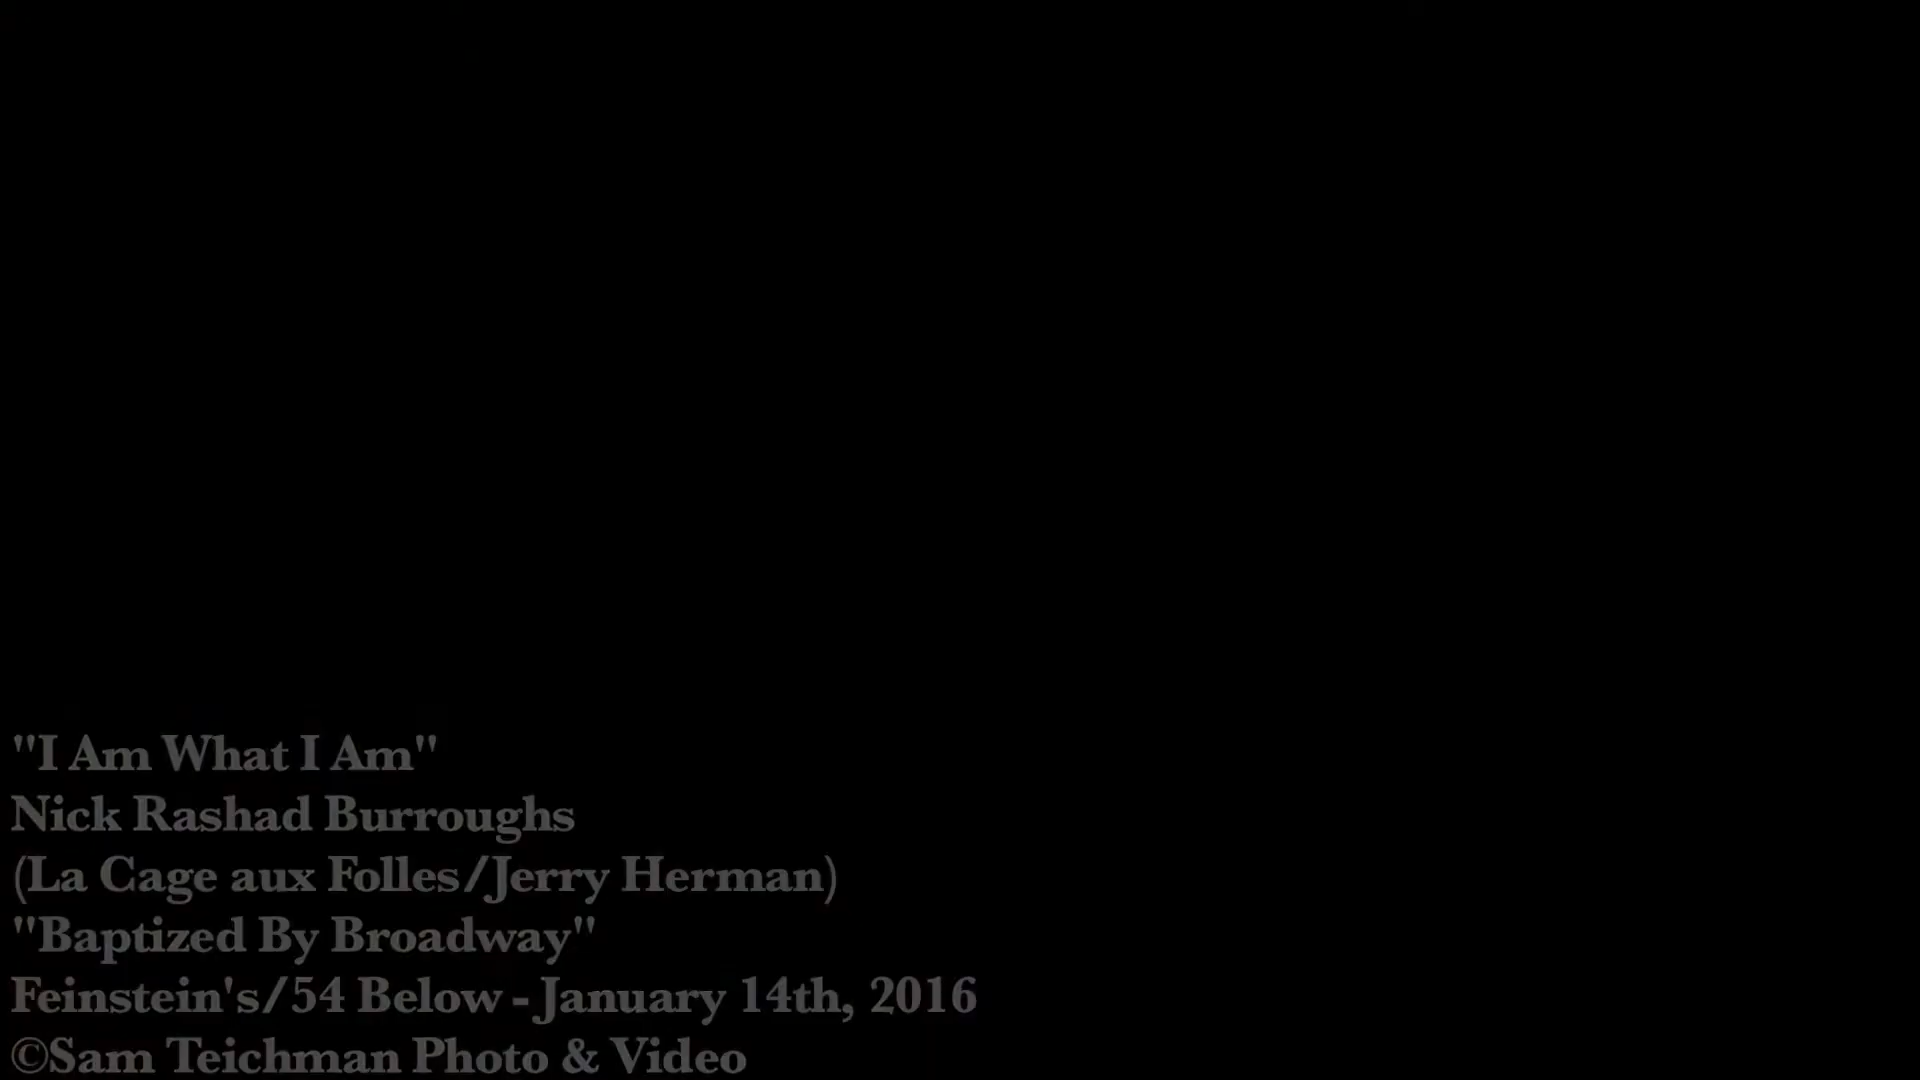 "I Am What I Am"
Nick Rashad Burroughs
(La Cage aux Folles/Jerry Herman)
"Baptized By Broadway"
Feinstein's/54 Below - January 14th, 2016
©Sam Teichman Photo & Video